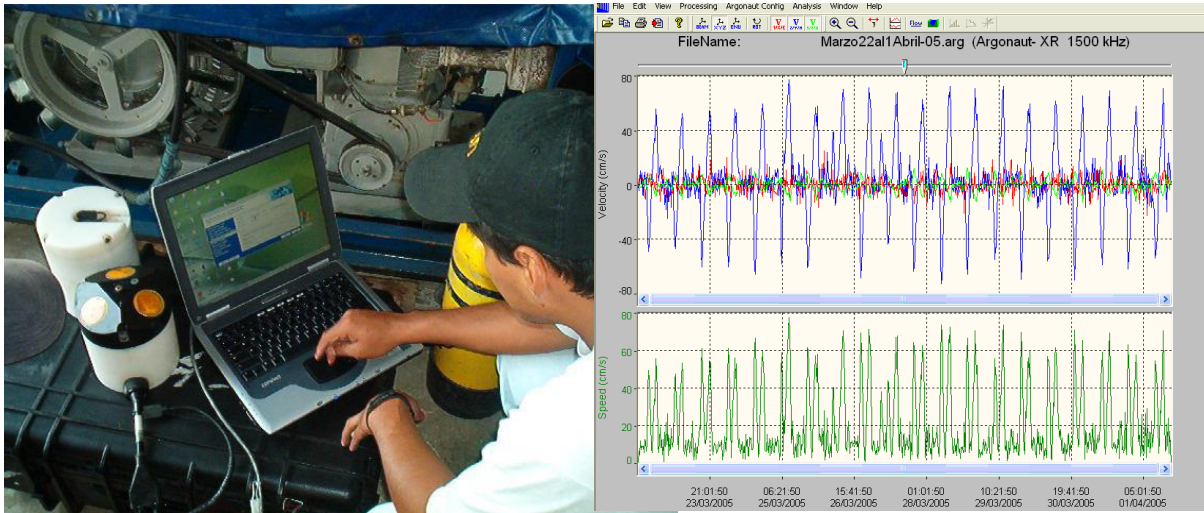 File Edit View Processing Argonaut Config Analysis Window Help
BEAM XYZ ENU
FileName: Marzo22al1Abril-05.arg (Argonaut- XR 1500 kHz)
80
40
0
-40
-80
Velocity (cm/s)
80
60
40
20
0
Speed (cm/s)
21:01:50 06:21:50 15:41:50 01:01:50 10:21:50 19:41:50 05:01:50
23/03/2005 25/03/2005 26/03/2005 28/03/2005 29/03/2005 30/03/2005 01/04/2005